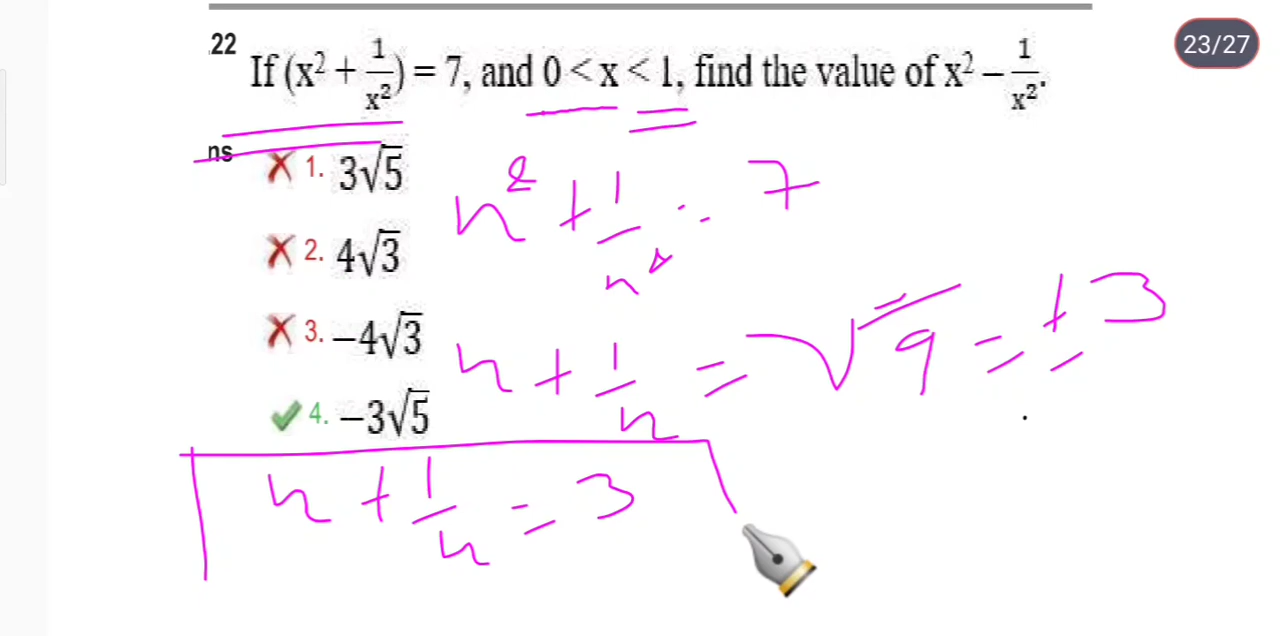 23/27
22 If (x² + 1/x²) = 7, and 0 < x < 1, find the value of x² − 1/x².
ns
1. 3√5
2. 4√3
3. −4√3
4. −3√5
x² + 1/x² = 7
x + 1/x = √9 = ±3
x + 1/x = 3